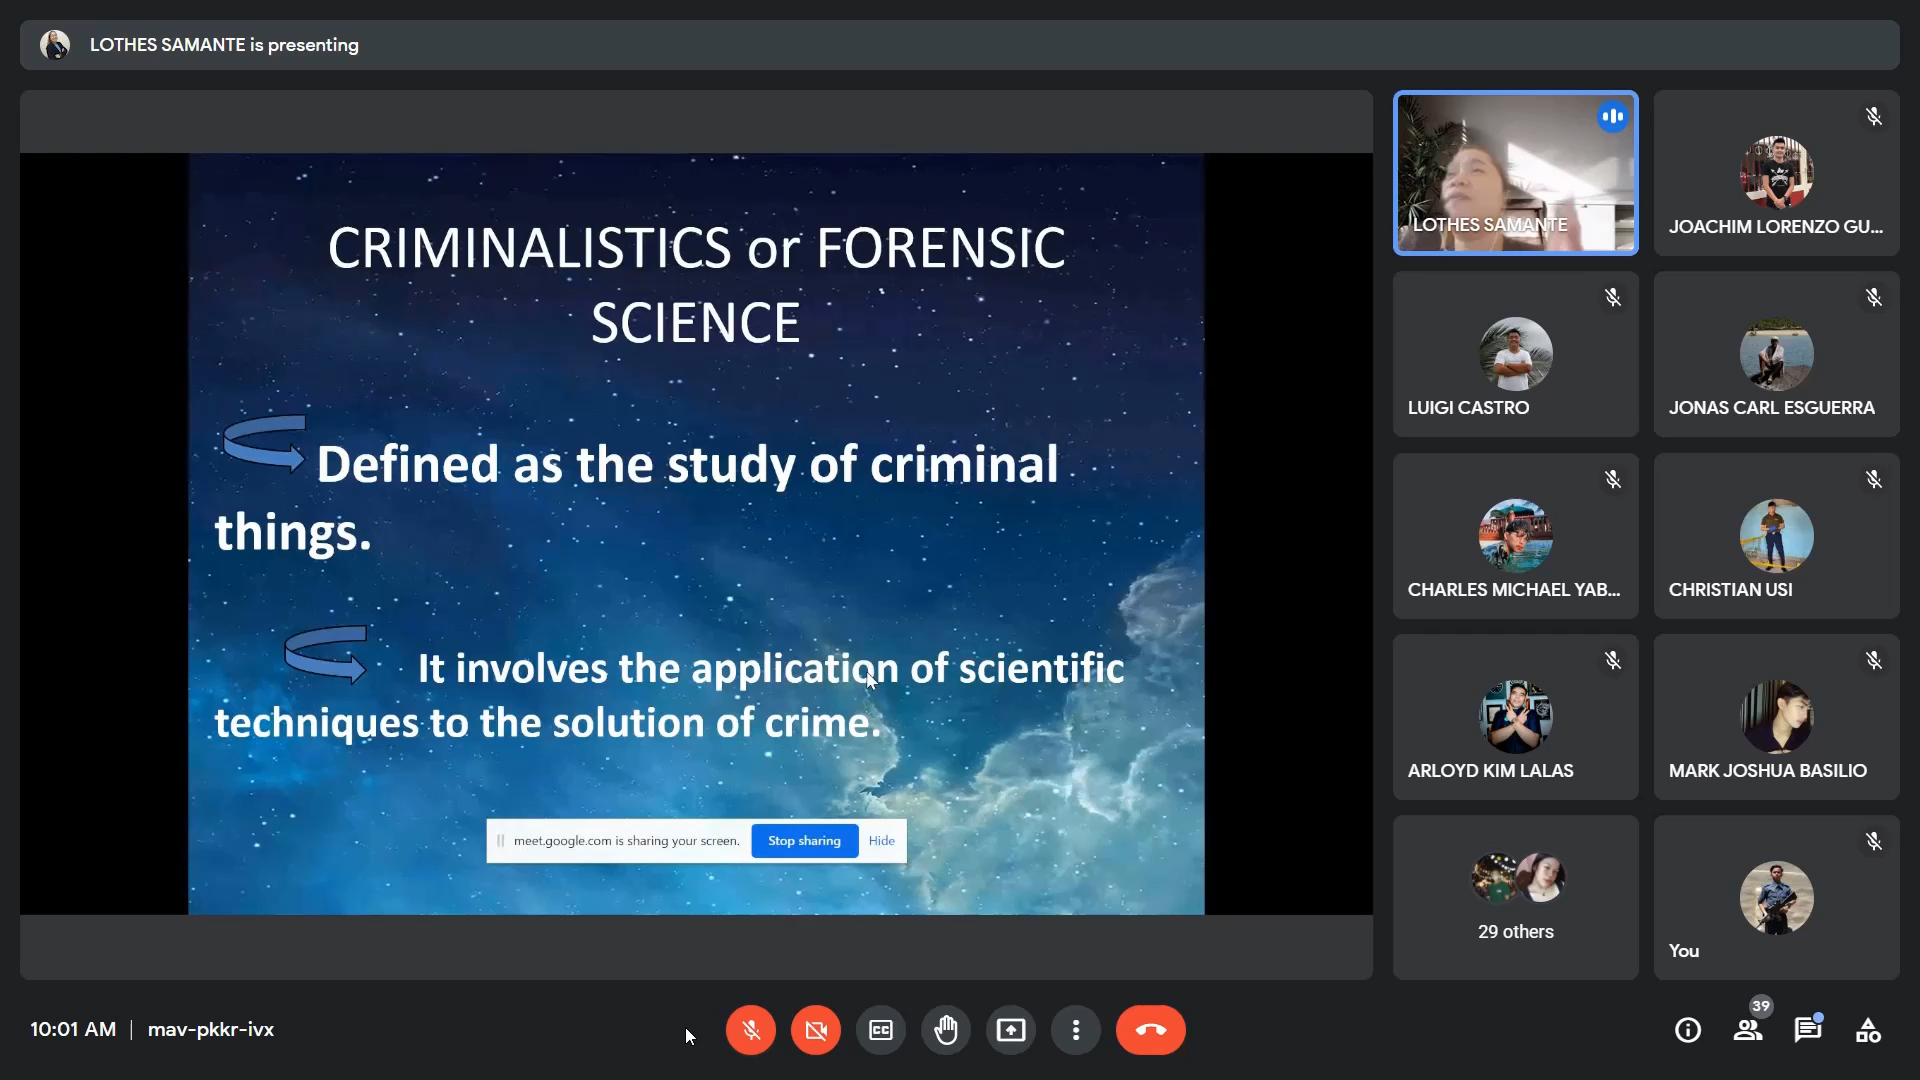 LOTHES SAMANTE is presenting
CRIMINALISTICS or FORENSIC
SCIENCE
Defined as the study of criminal
things.
It involves the application of scientific
techniques to the solution of crime.
meet.google.com is sharing your screen.
Stop sharing
Hide
LOTHES SAMANTE
JOACHIM LORENZO GU...
LUIGI CASTRO
JONAS CARL ESGUERRA
CHARLES MICHAEL YAB...
CHRISTIAN USI
ARLOYD KIM LALAS
MARK JOSHUA BASILIO
29 others
You
10:01 AM | mav-pkkr-ivx
CC
39